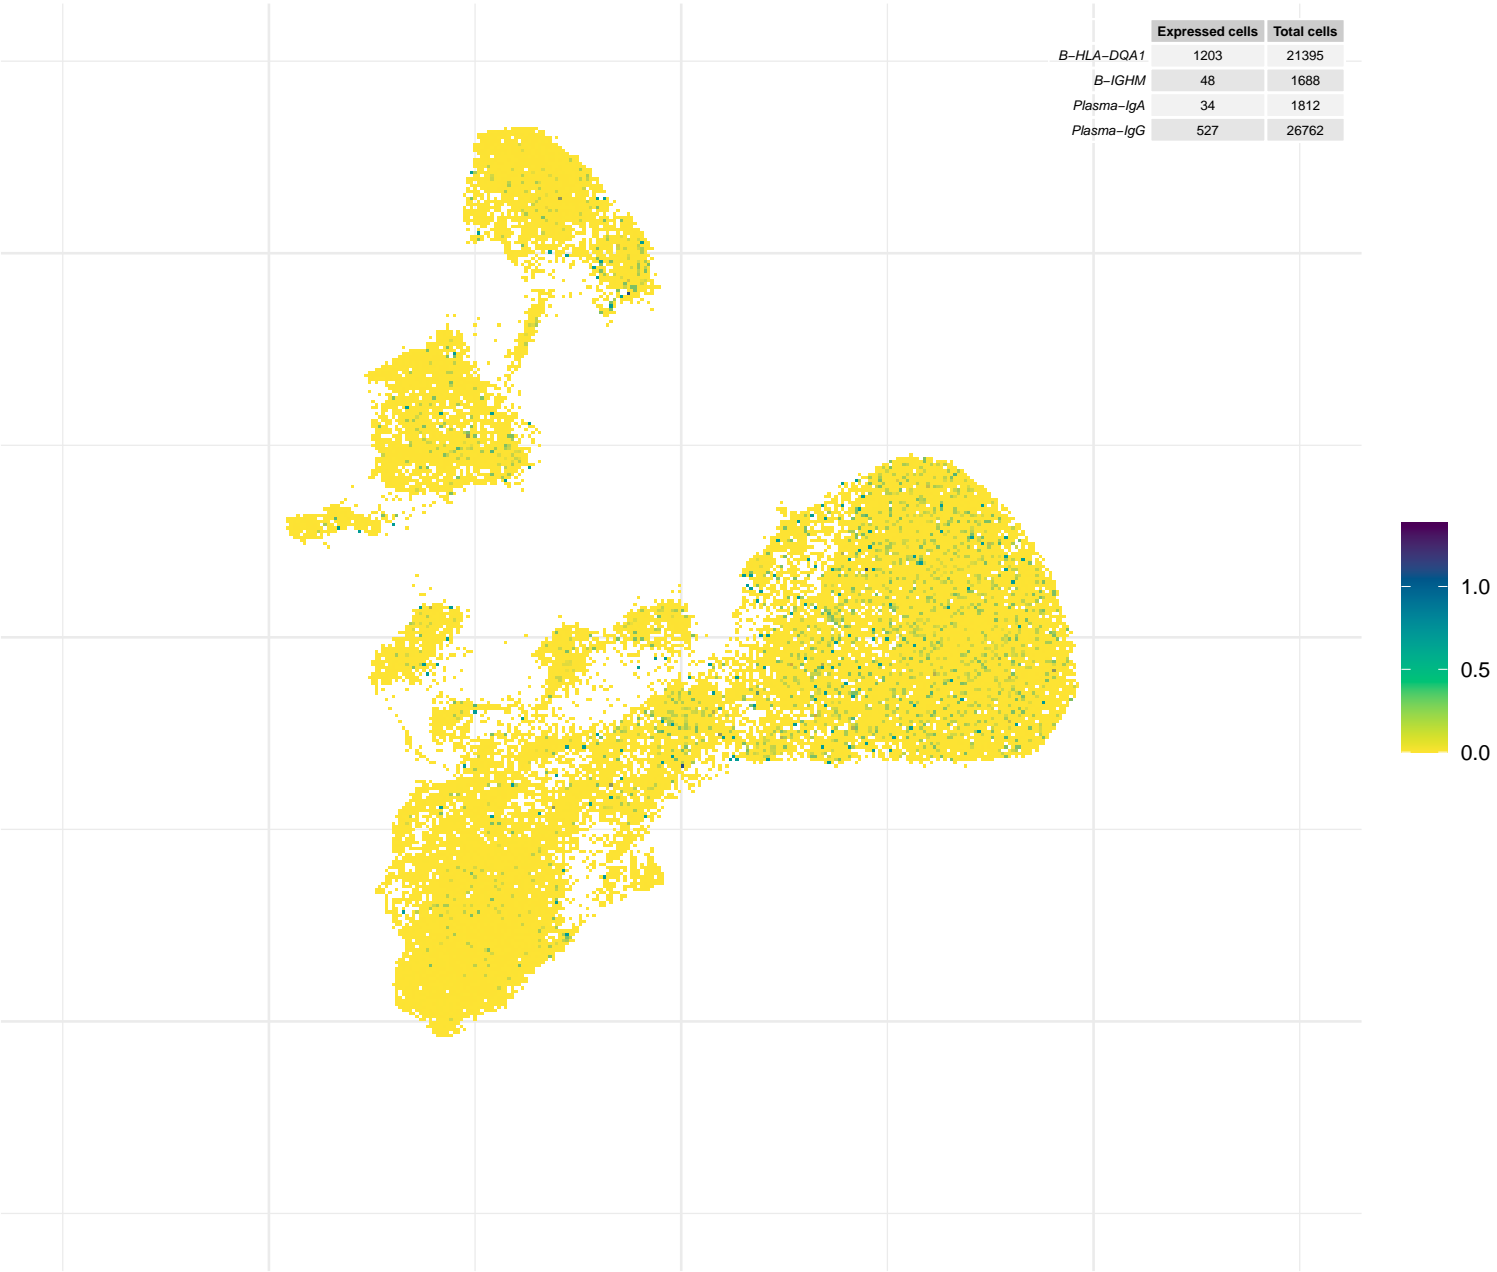 Expressed cells Total cells
B−HLA−DQA1 1203 21395
B−IGHM 48 1688
Plasma−IgA 34 1812
Plasma−IgG 527 26762
1.0
0.5
0.0